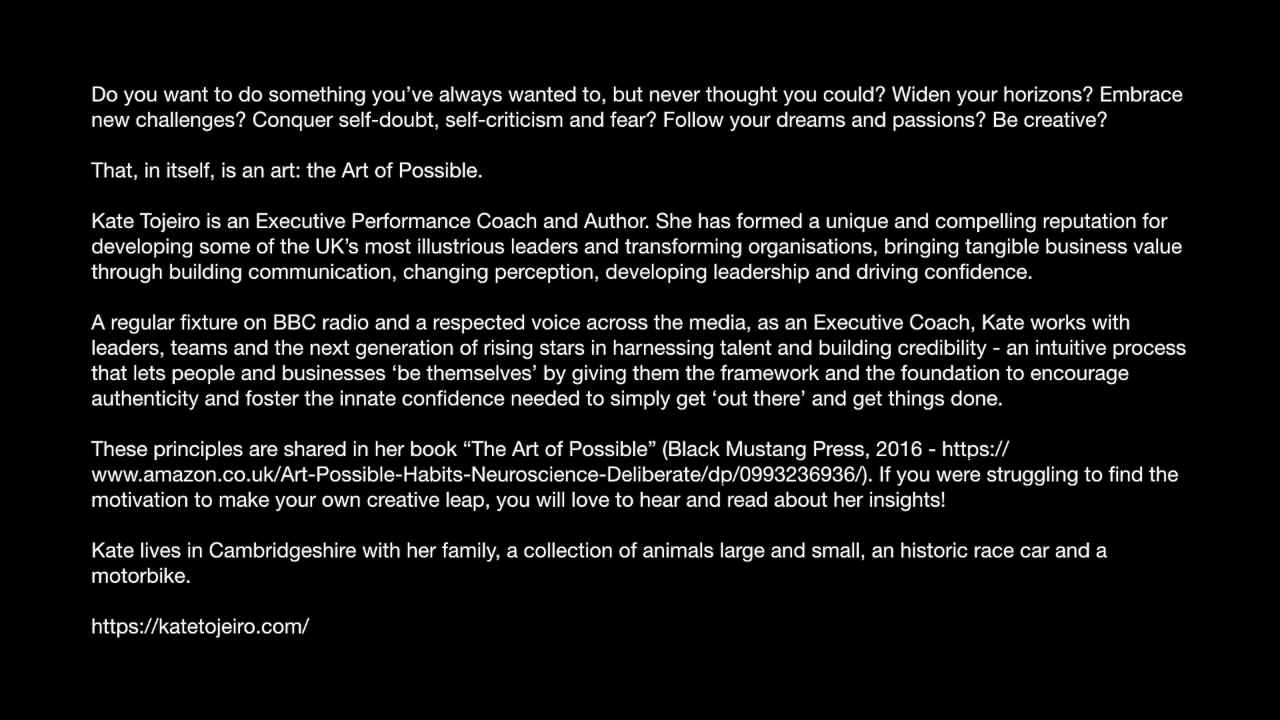 Do you want to do something you’ve always wanted to, but never thought you could? Widen your horizons? Embrace
new challenges? Conquer self-doubt, self-criticism and fear? Follow your dreams and passions? Be creative?
That, in itself, is an art: the Art of Possible.
Kate Tojeiro is an Executive Performance Coach and Author. She has formed a unique and compelling reputation for
developing some of the UK’s most illustrious leaders and transforming organisations, bringing tangible business value
through building communication, changing perception, developing leadership and driving confidence.
A regular fixture on BBC radio and a respected voice across the media, as an Executive Coach, Kate works with
leaders, teams and the next generation of rising stars in harnessing talent and building credibility - an intuitive process
that lets people and businesses ‘be themselves’ by giving them the framework and the foundation to encourage
authenticity and foster the innate confidence needed to simply get ‘out there’ and get things done.
These principles are shared in her book “The Art of Possible” (Black Mustang Press, 2016 - https://
www.amazon.co.uk/Art-Possible-Habits-Neuroscience-Deliberate/dp/0993236936/). If you were struggling to find the
motivation to make your own creative leap, you will love to hear and read about her insights!
Kate lives in Cambridgeshire with her family, a collection of animals large and small, an historic race car and a
motorbike.
https://katetojeiro.com/